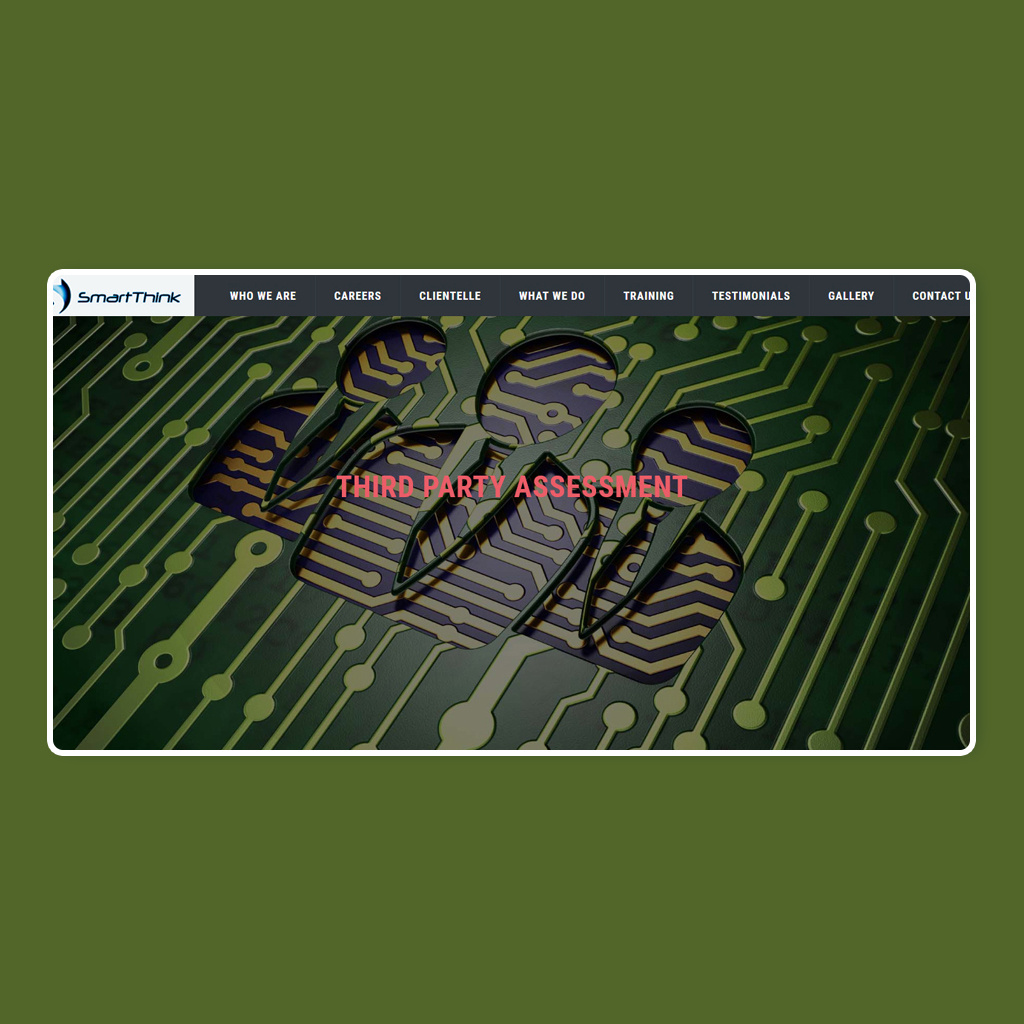 SmartThink
WHO WE ARE CAREERS CLIENTELLE WHAT WE DO TRAINING TESTIMONIALS GALLERY CONTACT U
THIRD PARTY ASSESSMENT